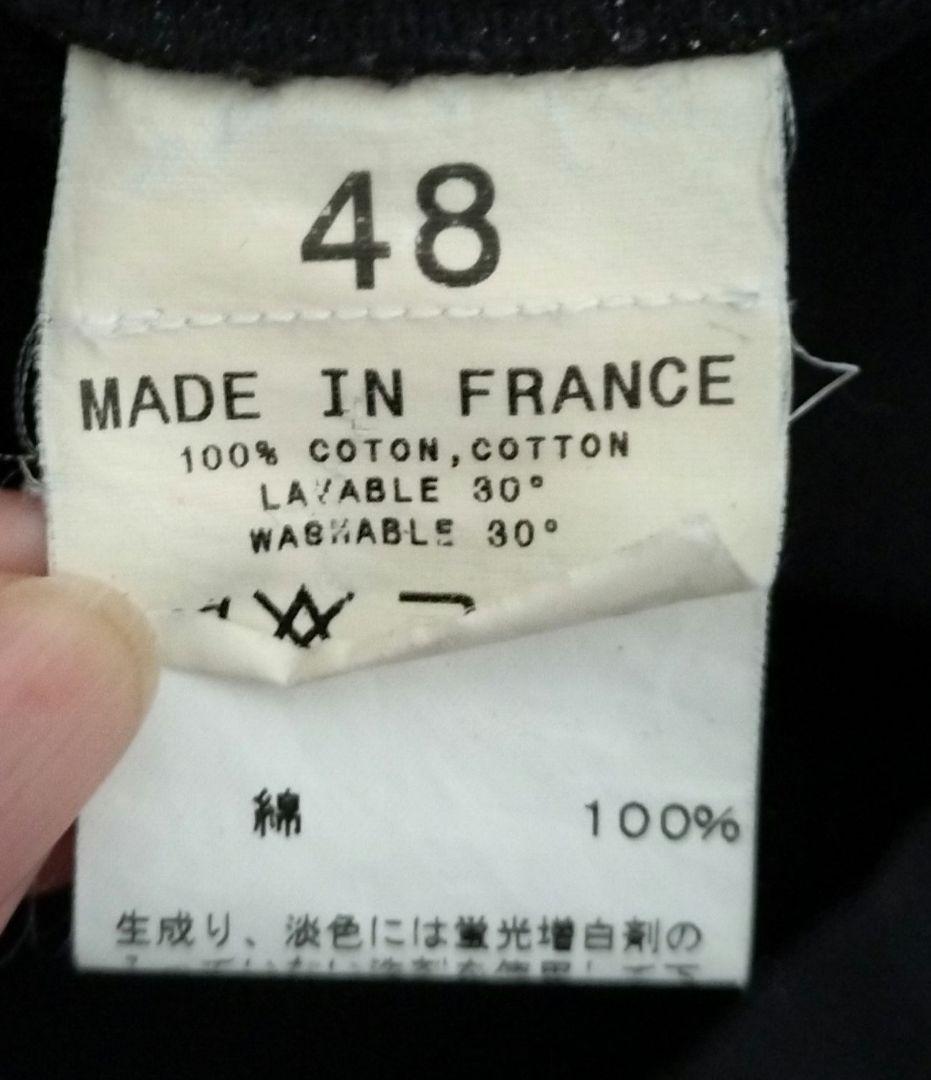 48
MADE IN FRANCE
100% COTON,COTTON
LAVABLE 30°
WASHABLE 30°
綿 100%
生成り、淡色には蛍光増白剤の